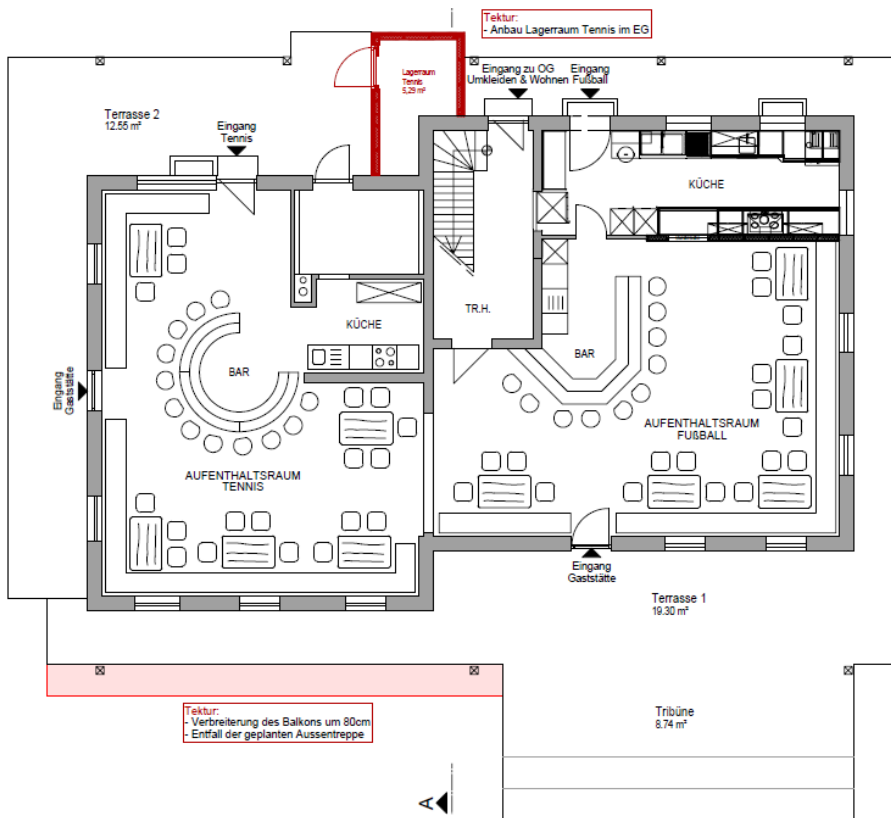 Tektur:
- Anbau Lagerraum Tennis im EG
Lagerraum
Tennis
5,29 m²
Eingang zu OG
Umkleiden & Wohnen
Eingang
Fußball
Terrasse 2
12.55 m²
Eingang
Tennis
KÜCHE
KÜCHE
TR.H.
BAR
BAR
Eingang
Gaststätte
AUFENTHALTSRAUM
FUßBALL
AUFENTHALTSRAUM
TENNIS
Eingang
Gaststätte
Terrasse 1
19.30 m²
Tektur:
- Verbreiterung des Balkons um 80cm
- Entfall der geplanten Aussentreppe
Tribüne
8.74 m²
A